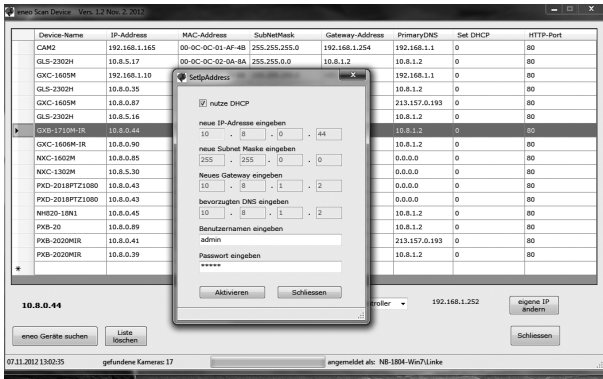 eneo Scan Device Vers. 1.2 Nov. 2, 2012
Device-Name IP-Address MAC-Address SubNetMask Gateway-Address PrimaryDNS Set DHCP HTTP-Port
CAM2 192.168.1.165 00-0C-0C-01-AF-4B 255.255.255.0 192.168.1.254 192.168.1.1 0 80
GLS-2302H 10.8.5.17 00-0C-0C-02-0A-8A 255.255.0.0 10.8.1.2 10.8.1.2 0 80
GXC-1605M 192.168.1.10 192.168.1.1 0 80
GLS-2302H 10.8.0.35 10.8.1.2 0 80
GXC-1605M 10.8.0.87 213.157.0.193 0 80
GLS-2302H 10.8.5.16 10.8.1.2 0 80
GXB-1710M-IR 10.8.0.44 10.8.1.2 0 80
GXC-1606M-IR 10.8.0.90 10.8.1.2 0 80
NXC-1602M 10.8.0.85 0.0.0.0 0 80
NXC-1302M 10.8.5.30 0.0.0.0 0 80
PXD-2018PTZ1080 10.8.0.43 0.0.0.0 0 80
PXD-2018PTZ1080 10.8.0.43 0.0.0.0 0 80
NH820-18N1 10.8.0.45 10.8.1.2 0 80
PXB-20 10.8.0.89 10.8.1.2 0 80
PXB-2020MIR 10.8.0.41 213.157.0.193 0 80
PXB-2020MIR 10.8.0.39 10.8.1.2 0 80
SetIpAddress
nutze DHCP
neue IP-Adresse eingeben
10 . 8 . 0 . 44
neue Subnet Maske eingeben
255 . 255 . 0 . 0
Neues Gateway eingeben
10 . 8 . 1 . 2
bevorzugten DNS eingeben
10 . 8 . 1 . 2
Benutzernamen eingeben
admin
Passwort eingeben
*****
Aktivieren Schliessen
10.8.0.44 192.168.1.252 eigene IP ändern
eneo Geräte suchen Liste löschen Schliessen
07.11.2012 13:02:35 gefundene Kameras: 17 angemeldet als: NB-1804-Win7\Linke